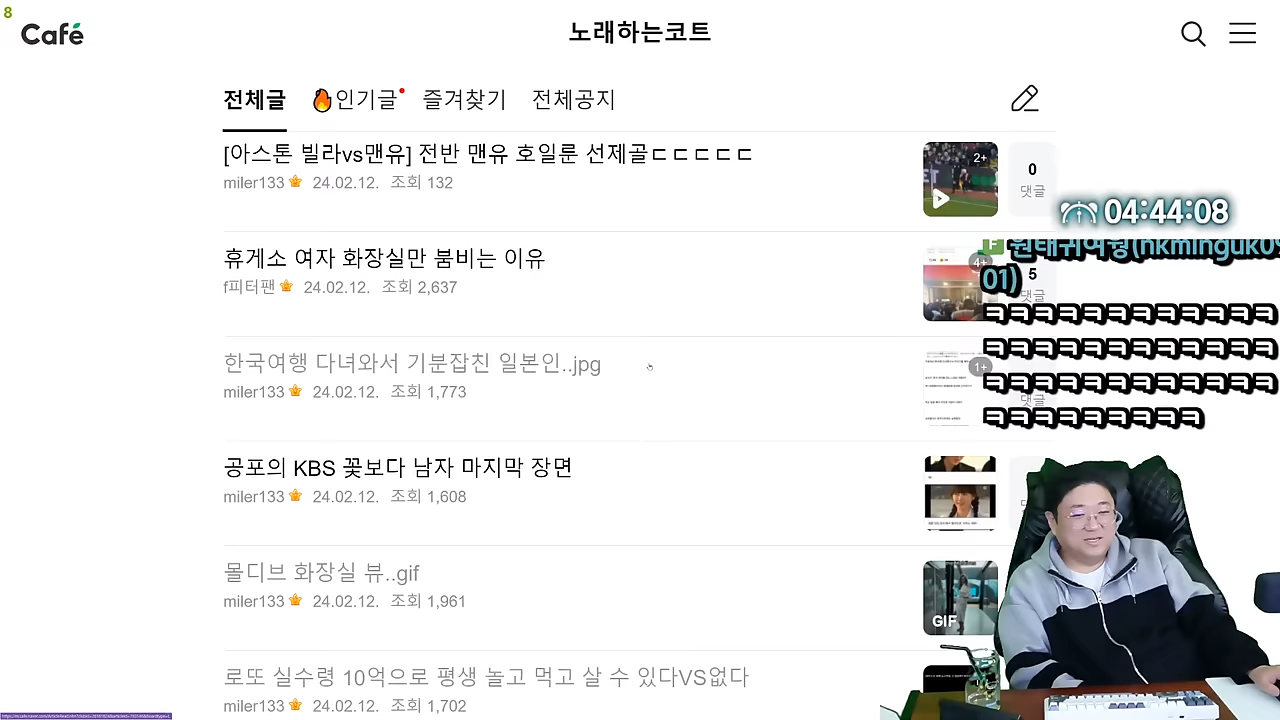 8
Café
노래하는코트
전체글
인기글
즐겨찾기
전체공지
[아스톤 빌라vs맨유] 전반 맨유 호일룬 선제골ㄷㄷㄷㄷㄷ
miler133 24.02.12. 조회 132
2+
0
댓글
04:44:08
휴게소 여자 화장실만 붐비는 이유
f피터팬 24.02.12. 조회 2,637
4+
5
댓글
F
01)
ㅋㅋㅋㅋㅋㅋㅋㅋㅋㅋㅋㅋ
ㅋㅋㅋㅋㅋㅋㅋㅋㅋㅋㅋㅋ
ㅋㅋㅋㅋㅋㅋㅋㅋㅋㅋㅋㅋ
ㅋㅋㅋㅋㅋㅋㅋㅋㅋ
한국여행 다녀와서 기분잡친 일본인..jpg
miler133 24.02.12. 조회 1,773
1+
댓글
공포의 KBS 꽃보다 남자 마지막 장면
miler133 24.02.12. 조회 1,608
몰디브 화장실 뷰..gif
miler133 24.02.12. 조회 1,961
GIF
로또 실수령 10억으로 평생 놀고 먹고 살 수 있다VS없다
miler133 24.02.12. 조회 1,702